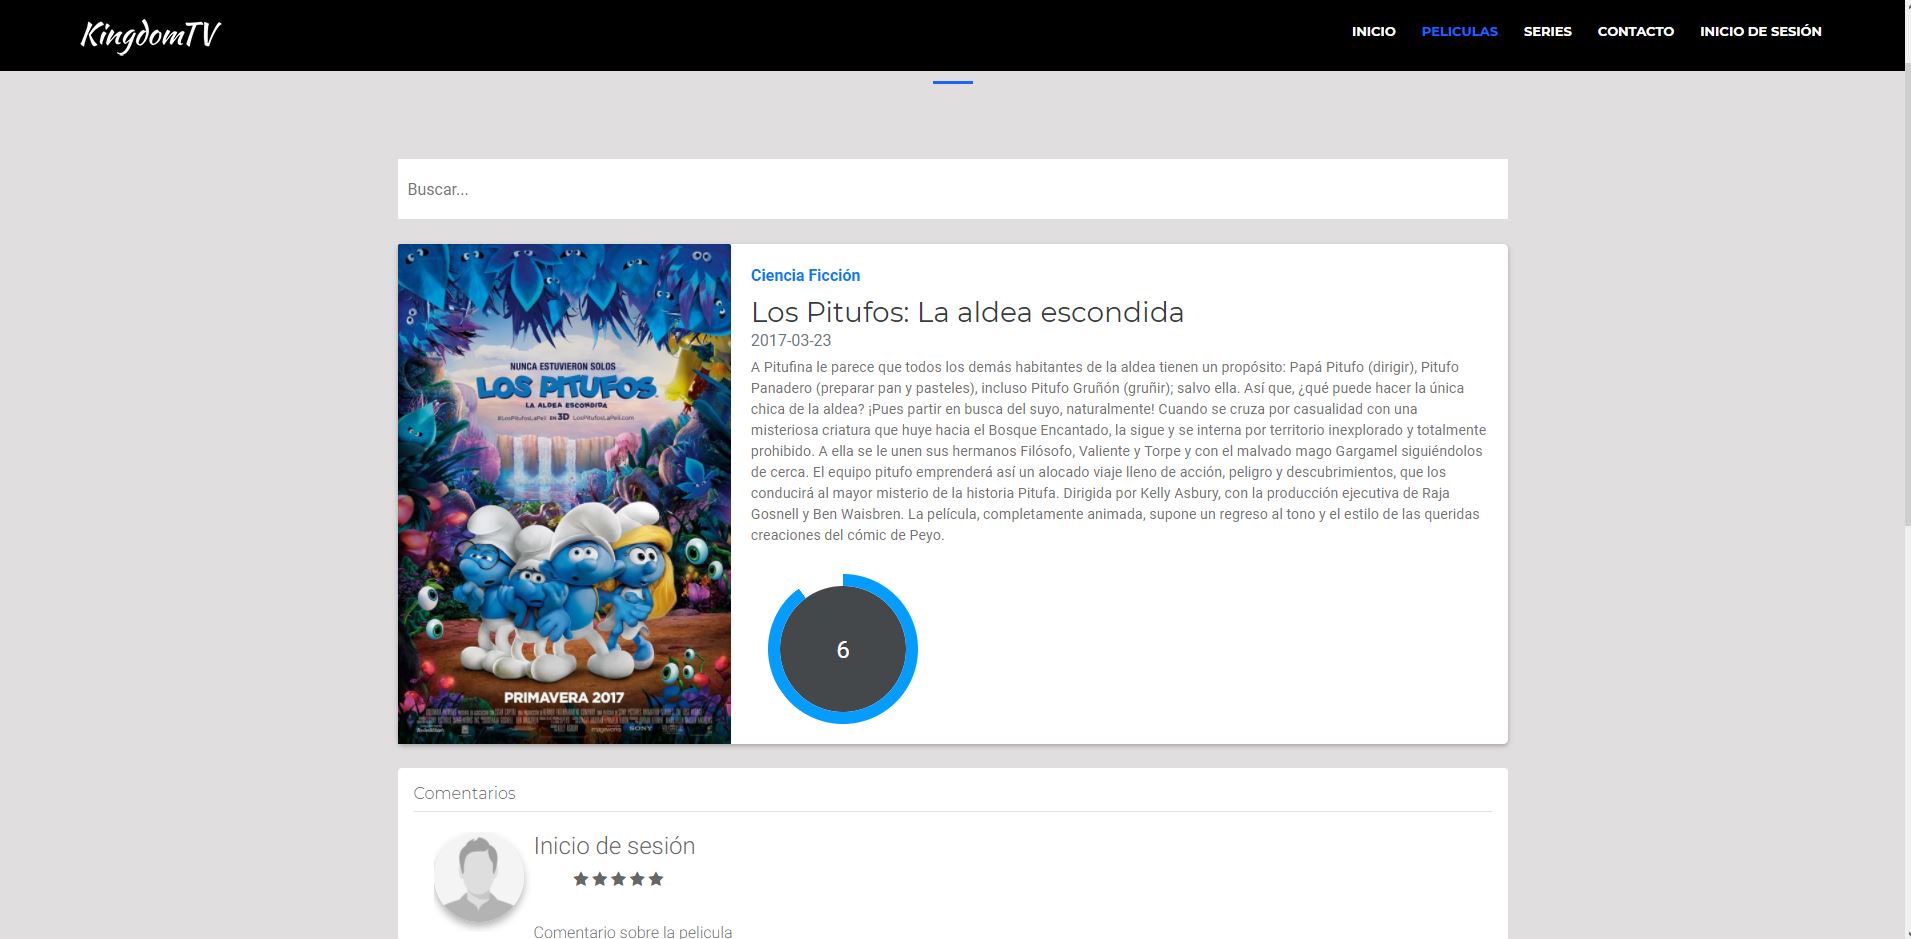 KingdomTV
INICIO PELICULAS SERIES CONTACTO INICIO DE SESIÓN
Buscar...
Ciencia Ficción
Los Pitufos: La aldea escondida
2017-03-23
A Pitufina le parece que todos los demás habitantes de la aldea tienen un propósito: Papá Pitufo (dirigir), Pitufo
Panadero (preparar pan y pasteles), incluso Pitufo Gruñón (gruñir); salvo ella. Así que, ¿qué puede hacer la única
chica de la aldea? ¡Pues partir en busca del suyo, naturalmente! Cuando se cruza por casualidad con una
misteriosa criatura que huye hacia el Bosque Encantado, la sigue y se interna por territorio inexplorado y totalmente
prohibido. A ella se le unen sus hermanos Filósofo, Valiente y Torpe y con el malvado mago Gargamel siguiéndolos
de cerca. El equipo pitufo emprenderá así un alocado viaje lleno de acción, peligro y descubrimientos, que los
conducirá al mayor misterio de la historia Pitufa. Dirigida por Kelly Asbury, con la producción ejecutiva de Raja
Gosnell y Ben Waisbren. La película, completamente animada, supone un regreso al tono y el estilo de las queridas
creaciones del cómic de Peyo.
6
NUNCA ESTUVIERON SOLOS
LOS PITUFOS
LA ALDEA ESCONDIDA
#LosPitufosLaPeli EN 3D LosPitufosLaPeli.com
PRIMAVERA 2017
SONY
Comentarios
Inicio de sesión
Comentario sobre la pelicula